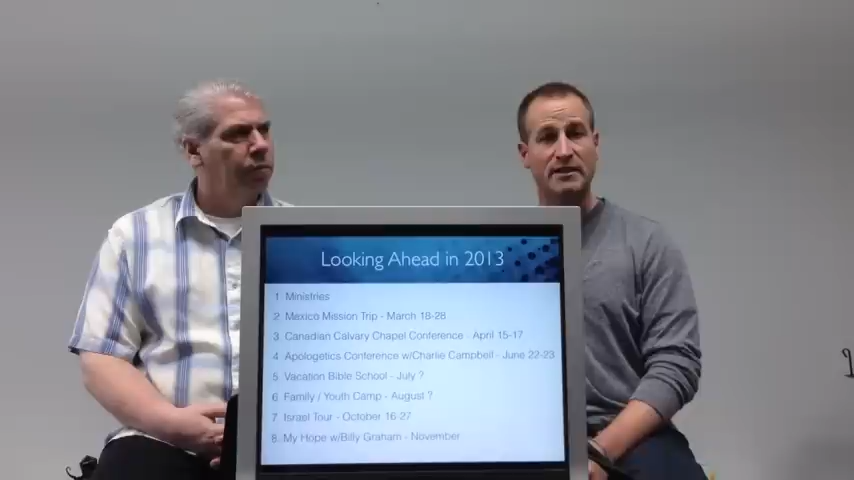 Looking Ahead in 2013
1 Ministries
2 Mexico Mission Trip - March 18-28
3 Canadian Calvary Chapel Conference - April 15-17
4 Apologetics Conference w/Charlie Campbell - June 22-23
5 Vacation Bible School - July ?
6 Family / Youth Camp - August ?
7 Israel Tour - October 16-27
8 My Hope w/Billy Graham - November